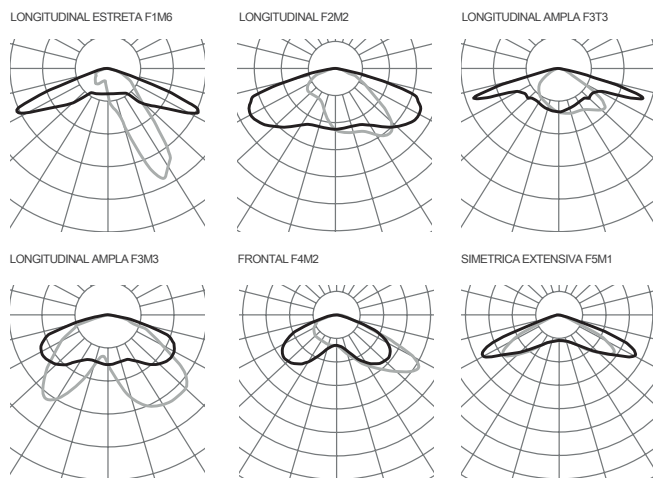 LONGITUDINAL ESTRETA F1M6
LONGITUDINAL F2M2
LONGITUDINAL AMPLA F3T3
LONGITUDINAL AMPLA F3M3
FRONTAL F4M2
SIMETRICA EXTENSIVA F5M1